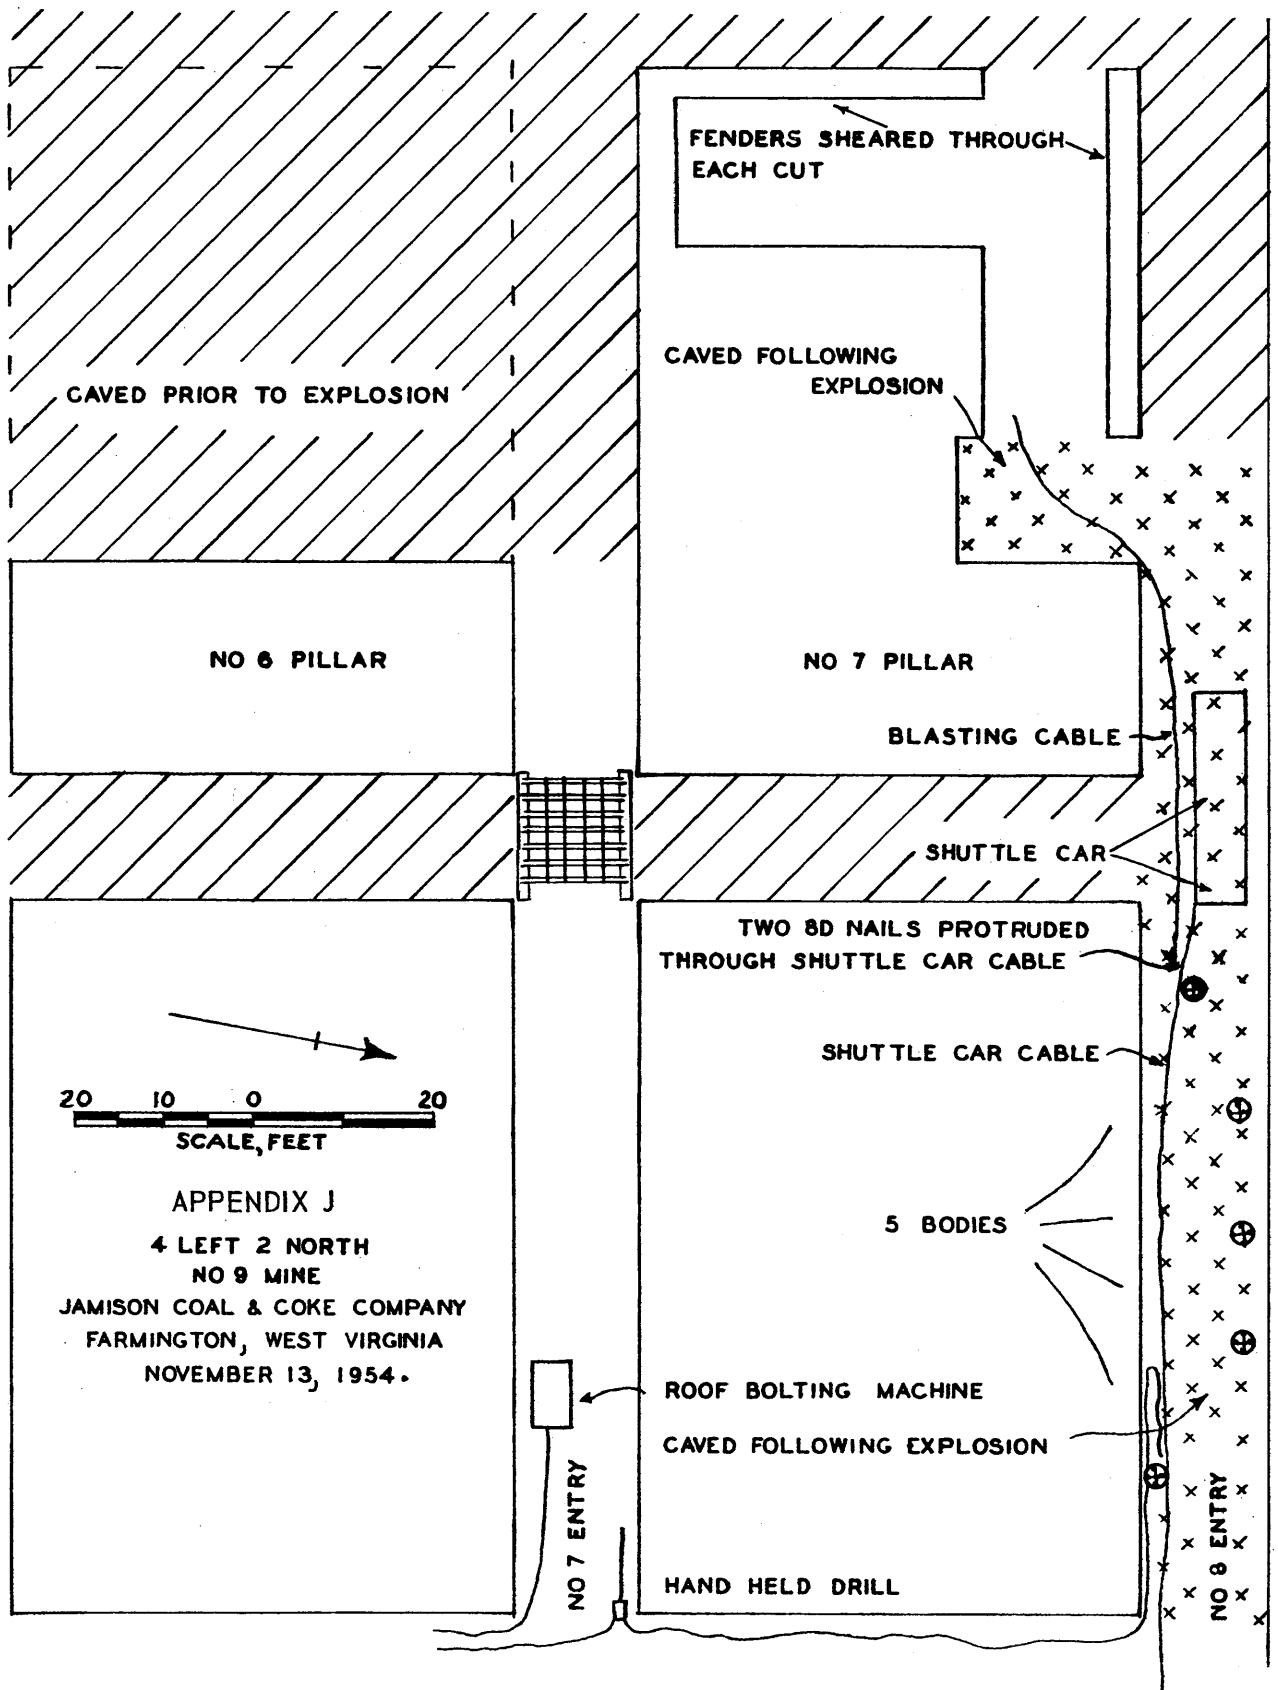 FENDERS SHEARED THROUGH
EACH CUT
CAVED FOLLOWING
EXPLOSION
CAVED PRIOR TO EXPLOSION
NO 6 PILLAR
NO 7 PILLAR
BLASTING CABLE
SHUTTLE CAR
TWO 8D NAILS PROTRUDED
THROUGH SHUTTLE CAR CABLE
SHUTTLE CAR CABLE
20 10 0 20
SCALE, FEET
APPENDIX J
4 LEFT 2 NORTH
NO 9 MINE
JAMISON COAL & COKE COMPANY
FARMINGTON, WEST VIRGINIA
NOVEMBER 13, 1954.
5 BODIES
ROOF BOLTING MACHINE
CAVED FOLLOWING EXPLOSION
NO 7 ENTRY
NO 8 ENTRY
HAND HELD DRILL